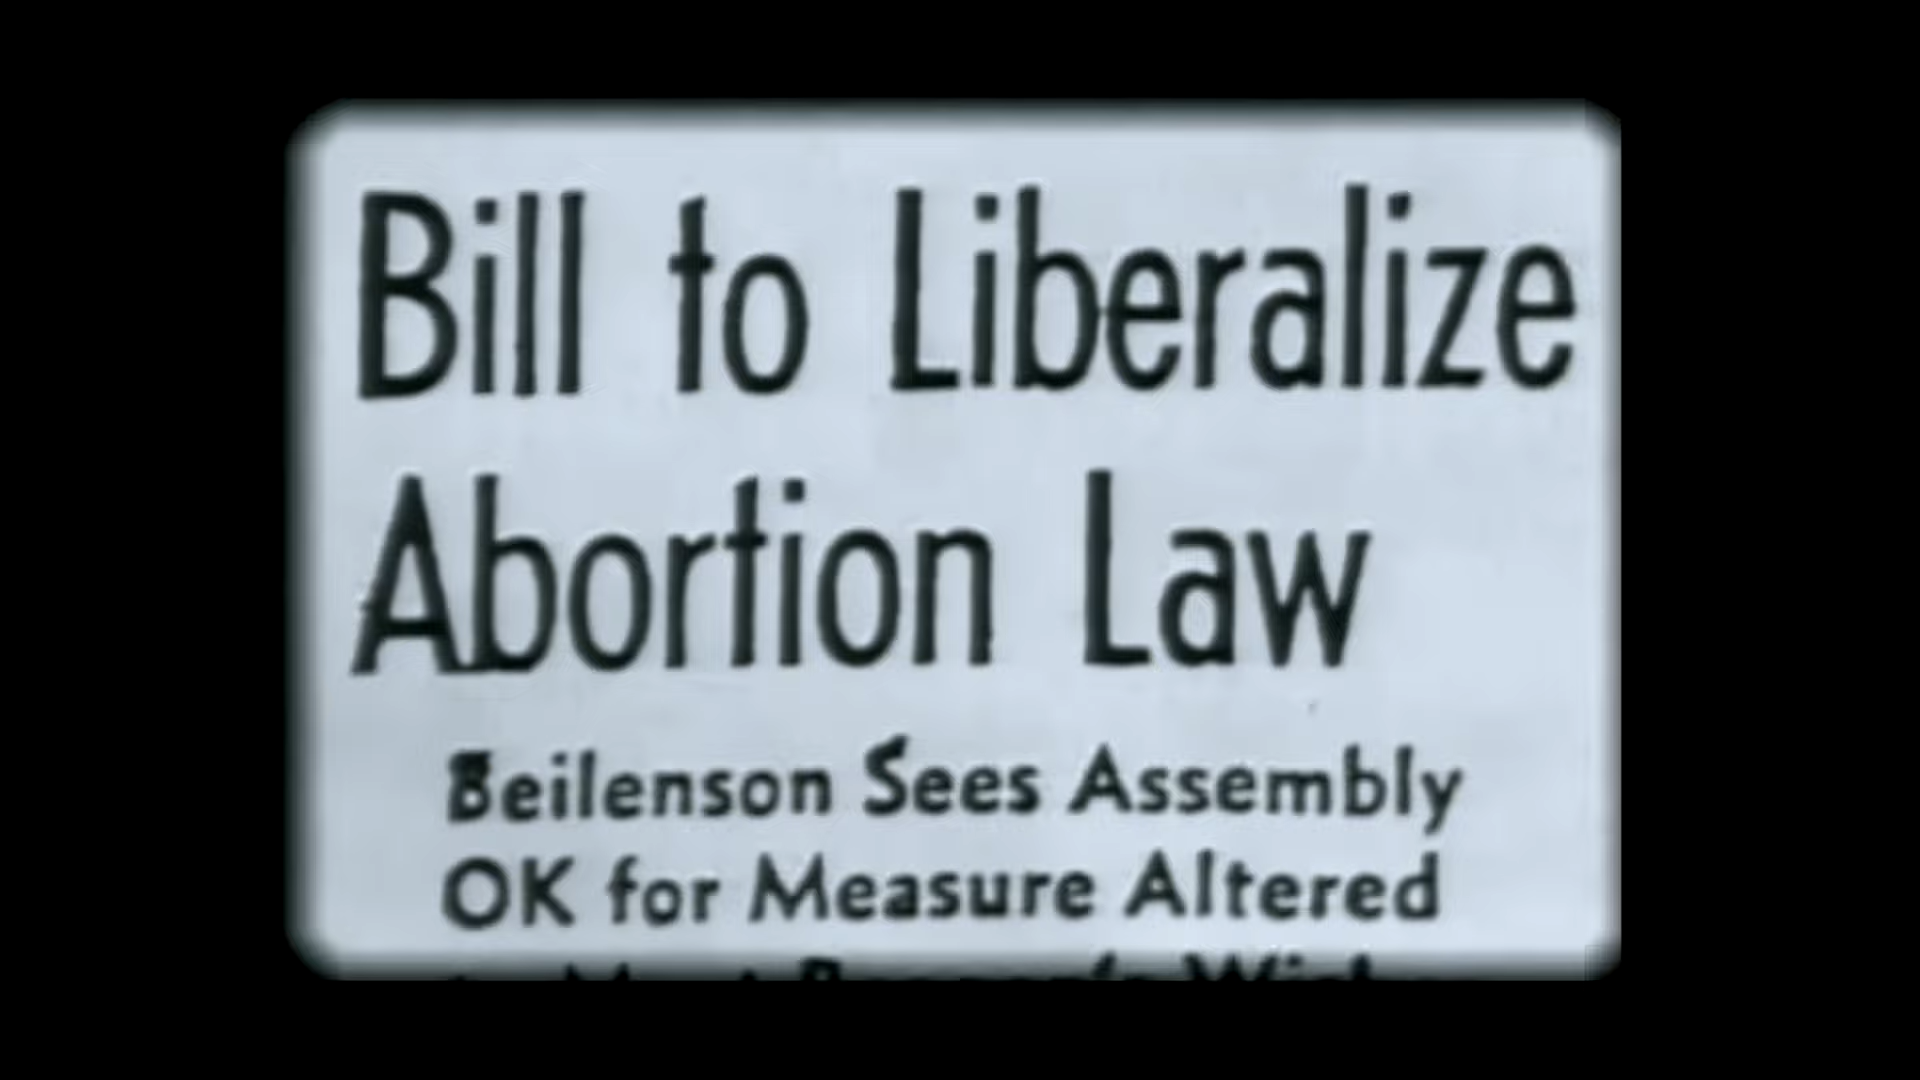 Bill to Liberalize
Abortion Law
Beilenson Sees Assembly
OK for Measure Altered